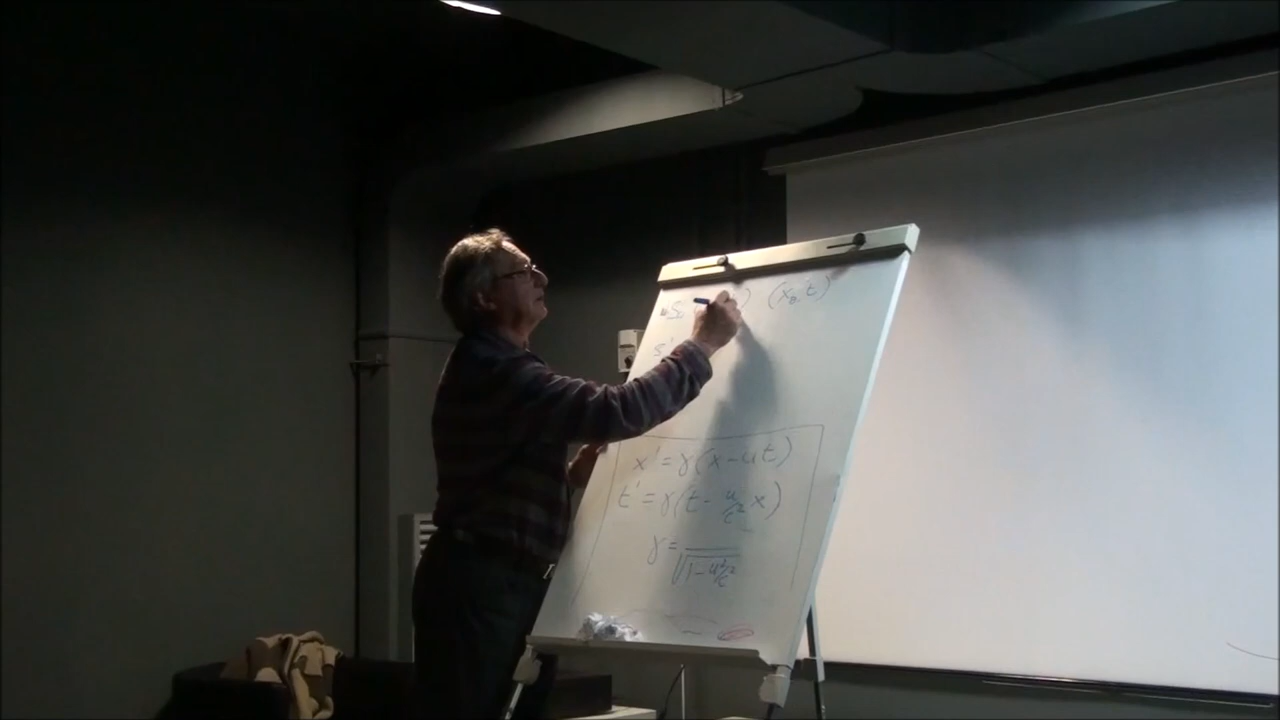 S (x_B, t)
S'
x' = γ(x - ut)
t' = γ(t - u/c² x)
γ = 1/√(1 - u²/c²)